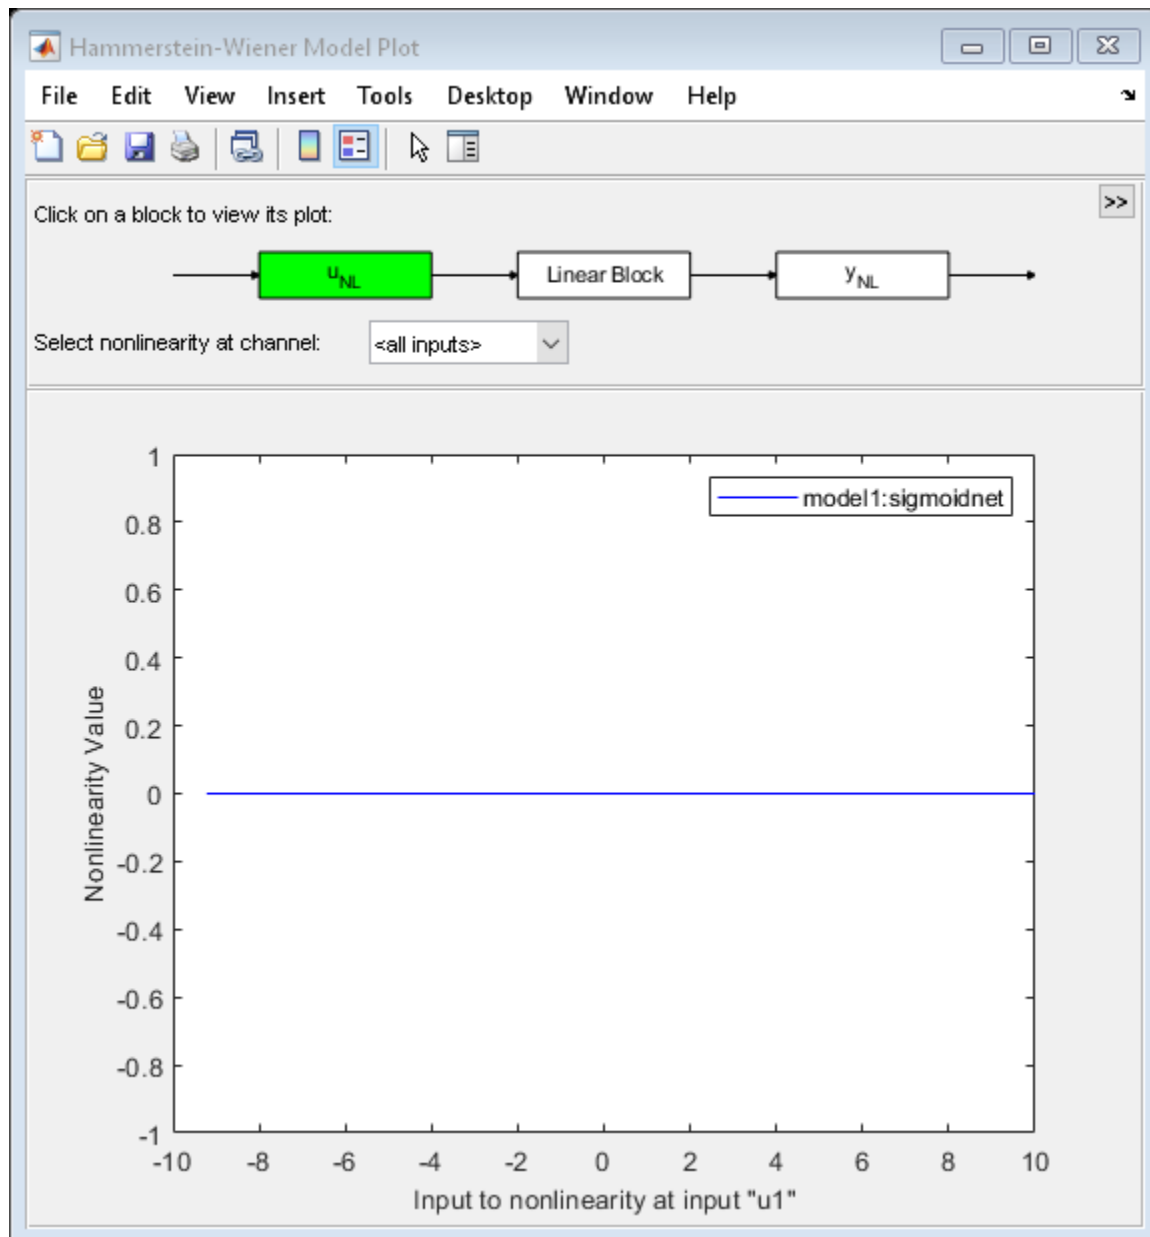 Hammerstein-Wiener Model Plot
File Edit View Insert Tools Desktop Window Help
>>
Click on a block to view its plot:
uNL Linear Block yNL
Select nonlinearity at channel: <all inputs>
model1:sigmoidnet
1
0.8
0.6
0.4
0.2
0
-0.2
-0.4
-0.6
-0.8
-1
Nonlinearity Value
-10 -8 -6 -4 -2 0 2 4 6 8 10
Input to nonlinearity at input "u1"